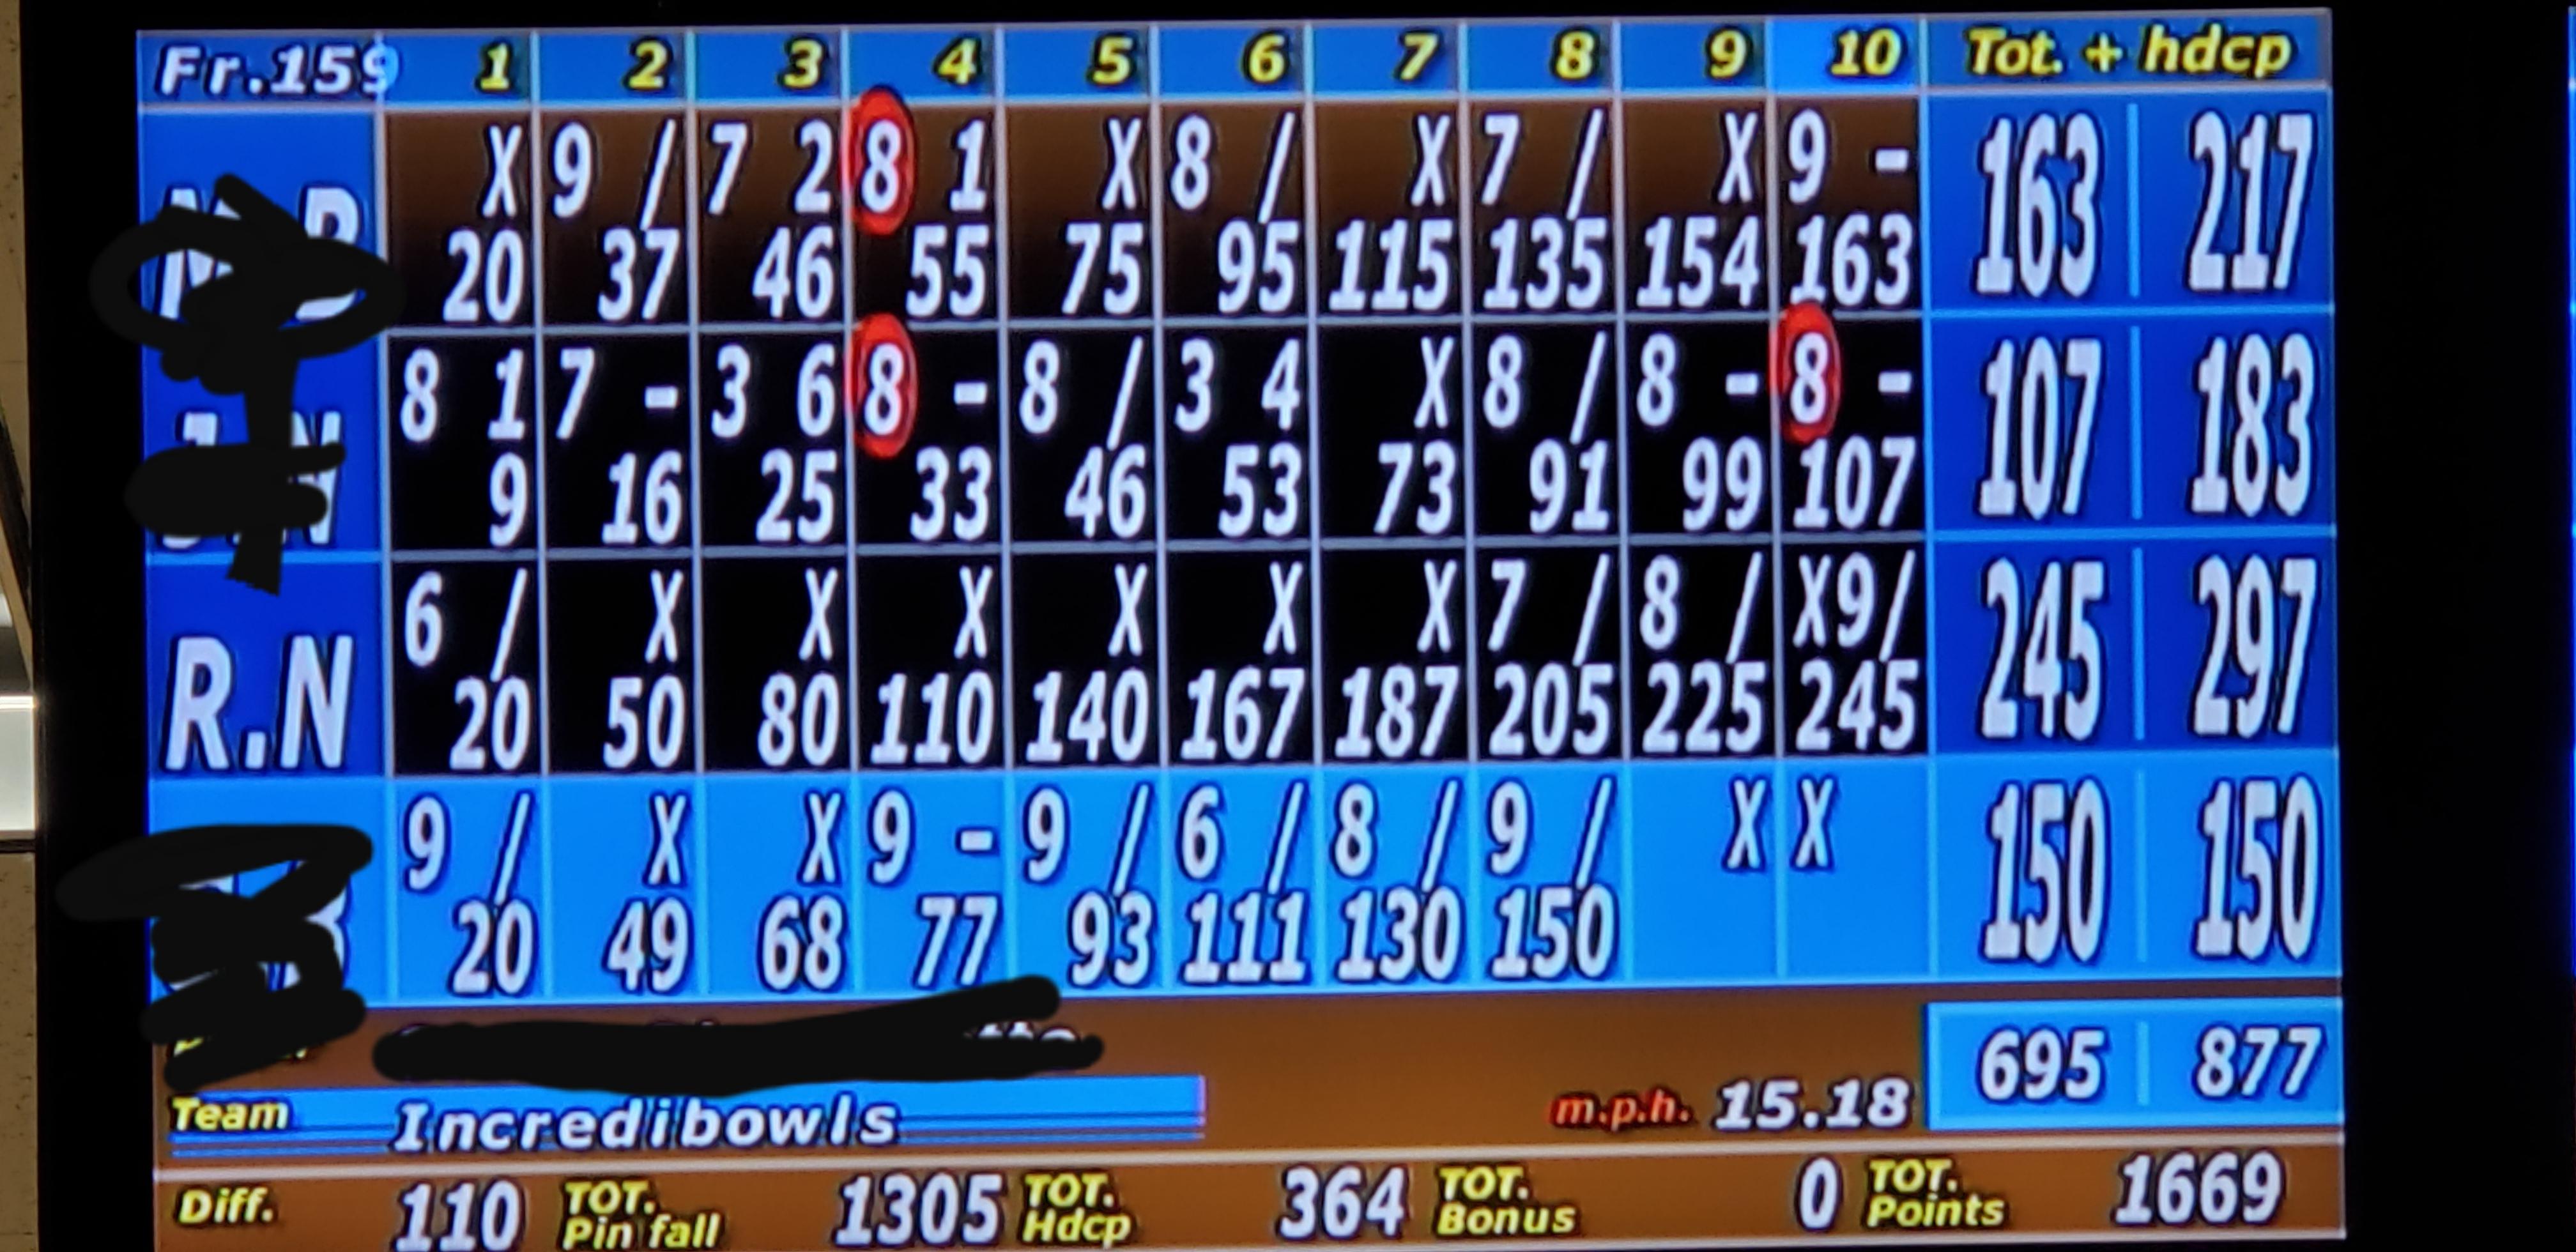 Fr.159 1 2 3 4 5 6 7 8 9 10 Tot. + hdcp
X 9 / 7 2 8 1 X 8 / X 7 / X 9 - 163 217
20 37 46 55 75 95 115 135 154 163
8 1 7 - 3 6 8 - 8 / 3 4 X 8 / 8 - 8 - 107 183
9 16 25 33 46 53 73 91 99 107
R.N 6 / X X X X X X 7 / 8 / X9/ 245 297
20 50 80 110 140 167 187 205 225 245
9 / X X 9 - 9 / 6 / 8 / 9 / X X 150 150
20 49 68 77 93 111 130 150
695 877
Team Incredibowls m.p.h. 15.18
Diff. 110 TOT. Pin fall 1305 TOT. Hdcp 364 TOT. Bonus 0 TOT. Points 1669